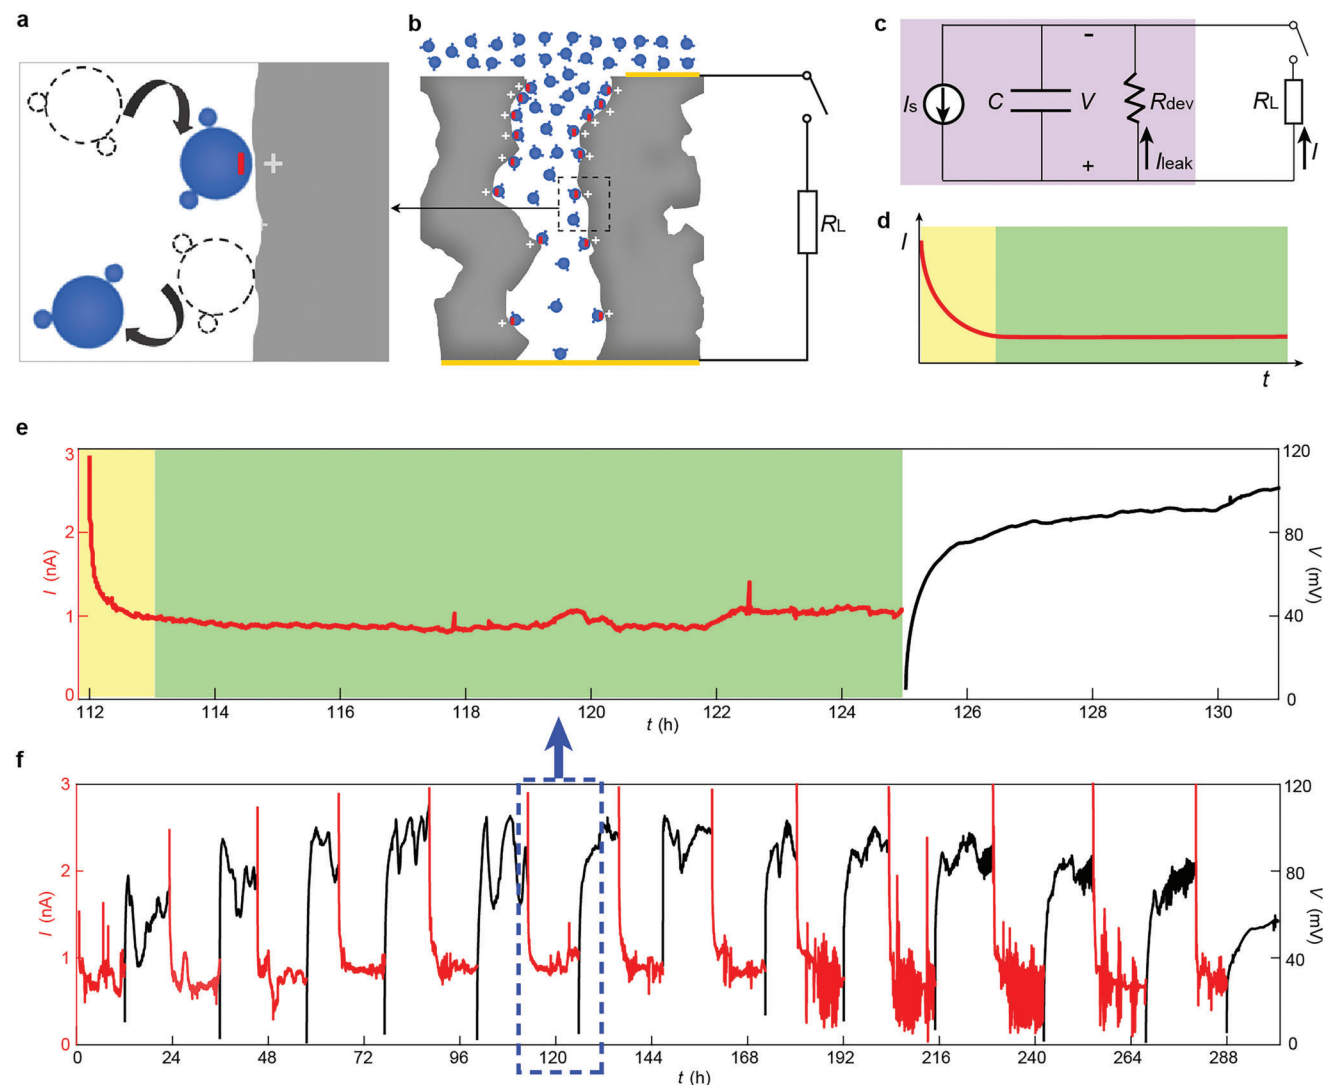 a
b
c
d
e
f
+
+
R_L
I_s
C
V
-
+
R_dev
I_leak
R_L
I
I
t
3
2
1
0
I (nA)
120
80
40
0
V (mV)
112 114 116 118 120 122 124 126 128 130
t (h)
3
2
1
0
I (nA)
120
80
40
0
V (mV)
0 24 48 72 96 120 144 168 192 216 240 264 288
t (h)